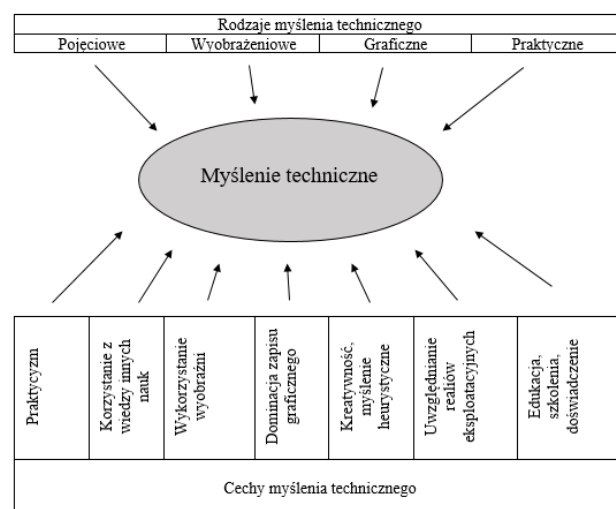 Rodzaje myślenia technicznego
Pojęciowe
Wyobrażeniowe
Graficzne
Praktyczne
Myślenie techniczne
Praktycyzm
Korzystanie z
wiedzy innych
nauk
Wykorzystanie
wyobraźni
Dominacja zapisu
graficznego
Kreatywność,
myślenie
heurystyczne
Uwzględnianie
realiów
eksploatacyjnych
Edukacja,
szkolenia,
doświadczenie
Cechy myślenia technicznego